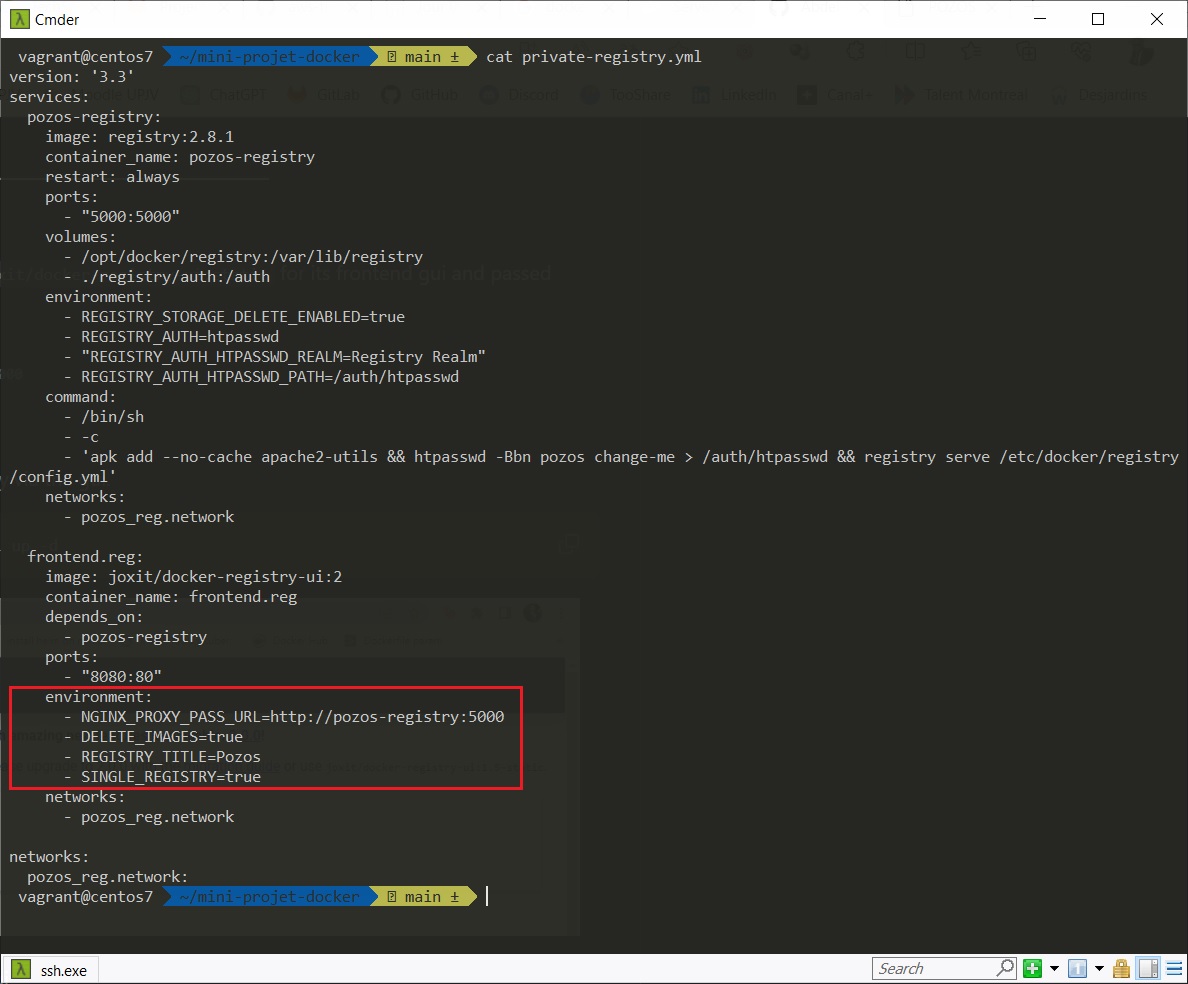 Cmder
vagrant@centos7 ~/mini-projet-docker main ± cat private-registry.yml
version: '3.3'
services:
  pozos-registry:
    image: registry:2.8.1
    container_name: pozos-registry
    restart: always
    ports:
      - "5000:5000"
    volumes:
      - /opt/docker/registry:/var/lib/registry
      - ./registry/auth:/auth
for its frontend gui and passed
    environment:
      - REGISTRY_STORAGE_DELETE_ENABLED=true
      - REGISTRY_AUTH=htpasswd
      - "REGISTRY_AUTH_HTPASSWD_REALM=Registry Realm"
      - REGISTRY_AUTH_HTPASSWD_PATH=/auth/htpasswd
    command:
      - /bin/sh
      - -c
      - 'apk add --no-cache apache2-utils && htpasswd -Bbn pozos change-me > /auth/htpasswd && registry serve /etc/docker/registry
/config.yml'
    networks:
      - pozos_reg.network

  frontend.reg:
    image: joxit/docker-registry-ui:2
    container_name: frontend.reg
    depends_on:
      - pozos-registry
    ports:
      - "8080:80"
    environment:
      - NGINX_PROXY_PASS_URL=http://pozos-registry:5000
      - DELETE_IMAGES=true
      - REGISTRY_TITLE=Pozos
      - SINGLE_REGISTRY=true
    networks:
      - pozos_reg.network

networks:
  pozos_reg.network:
vagrant@centos7 ~/mini-projet-docker main ±
ssh.exe
Search